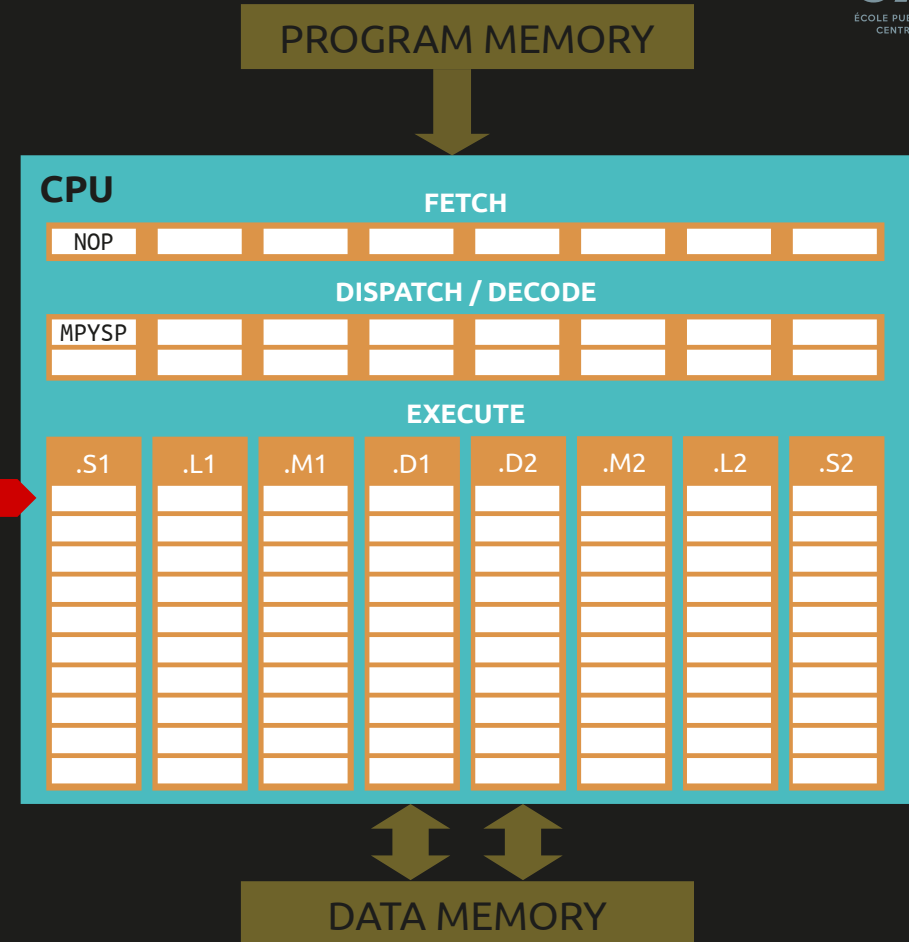 ÉCOLE
PROGRAM MEMORY
CPU
FETCH
NOP
DISPATCH / DECODE
MPYSP
EXECUTE
.S1 .L1 .M1 .D1 .D2 .M2 .L2 .S2
DATA MEMORY